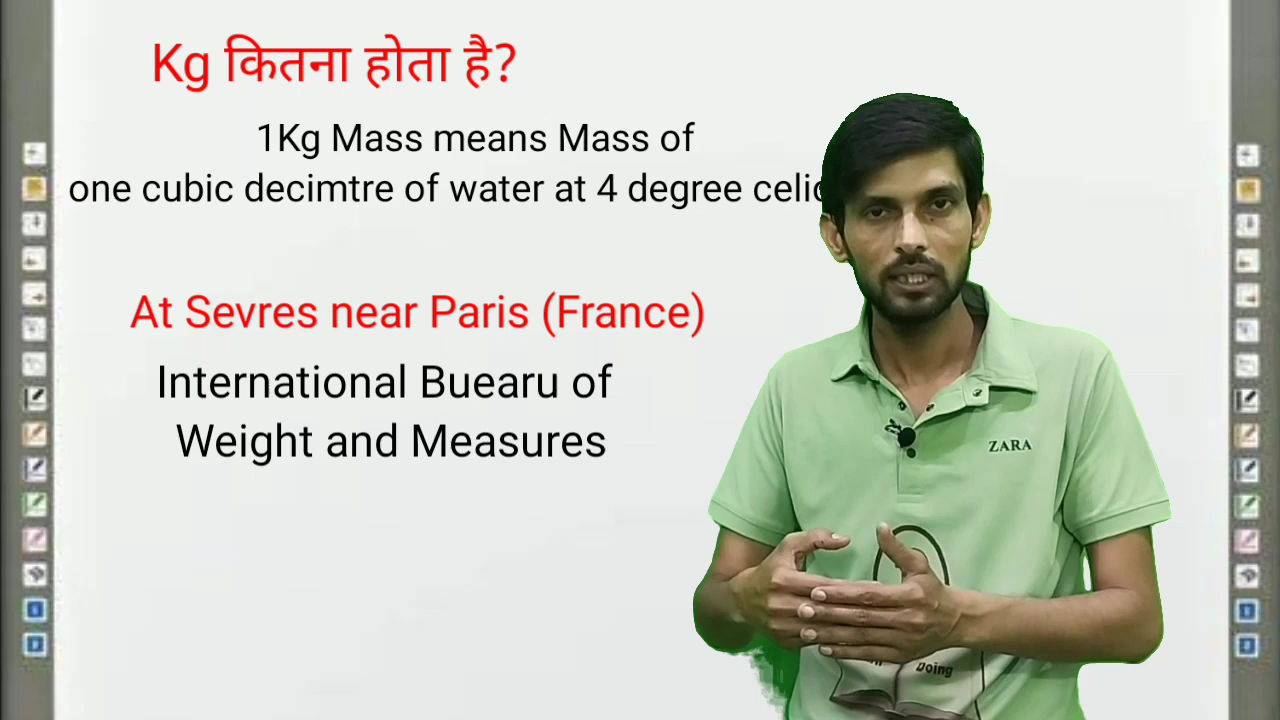 Kg कितना होता है?
1Kg Mass means Mass of
one cubic decimtre of water at 4 degree
At Sevres near Paris (France)
International Buearu of
Weight and Measures
ZARA
Doing